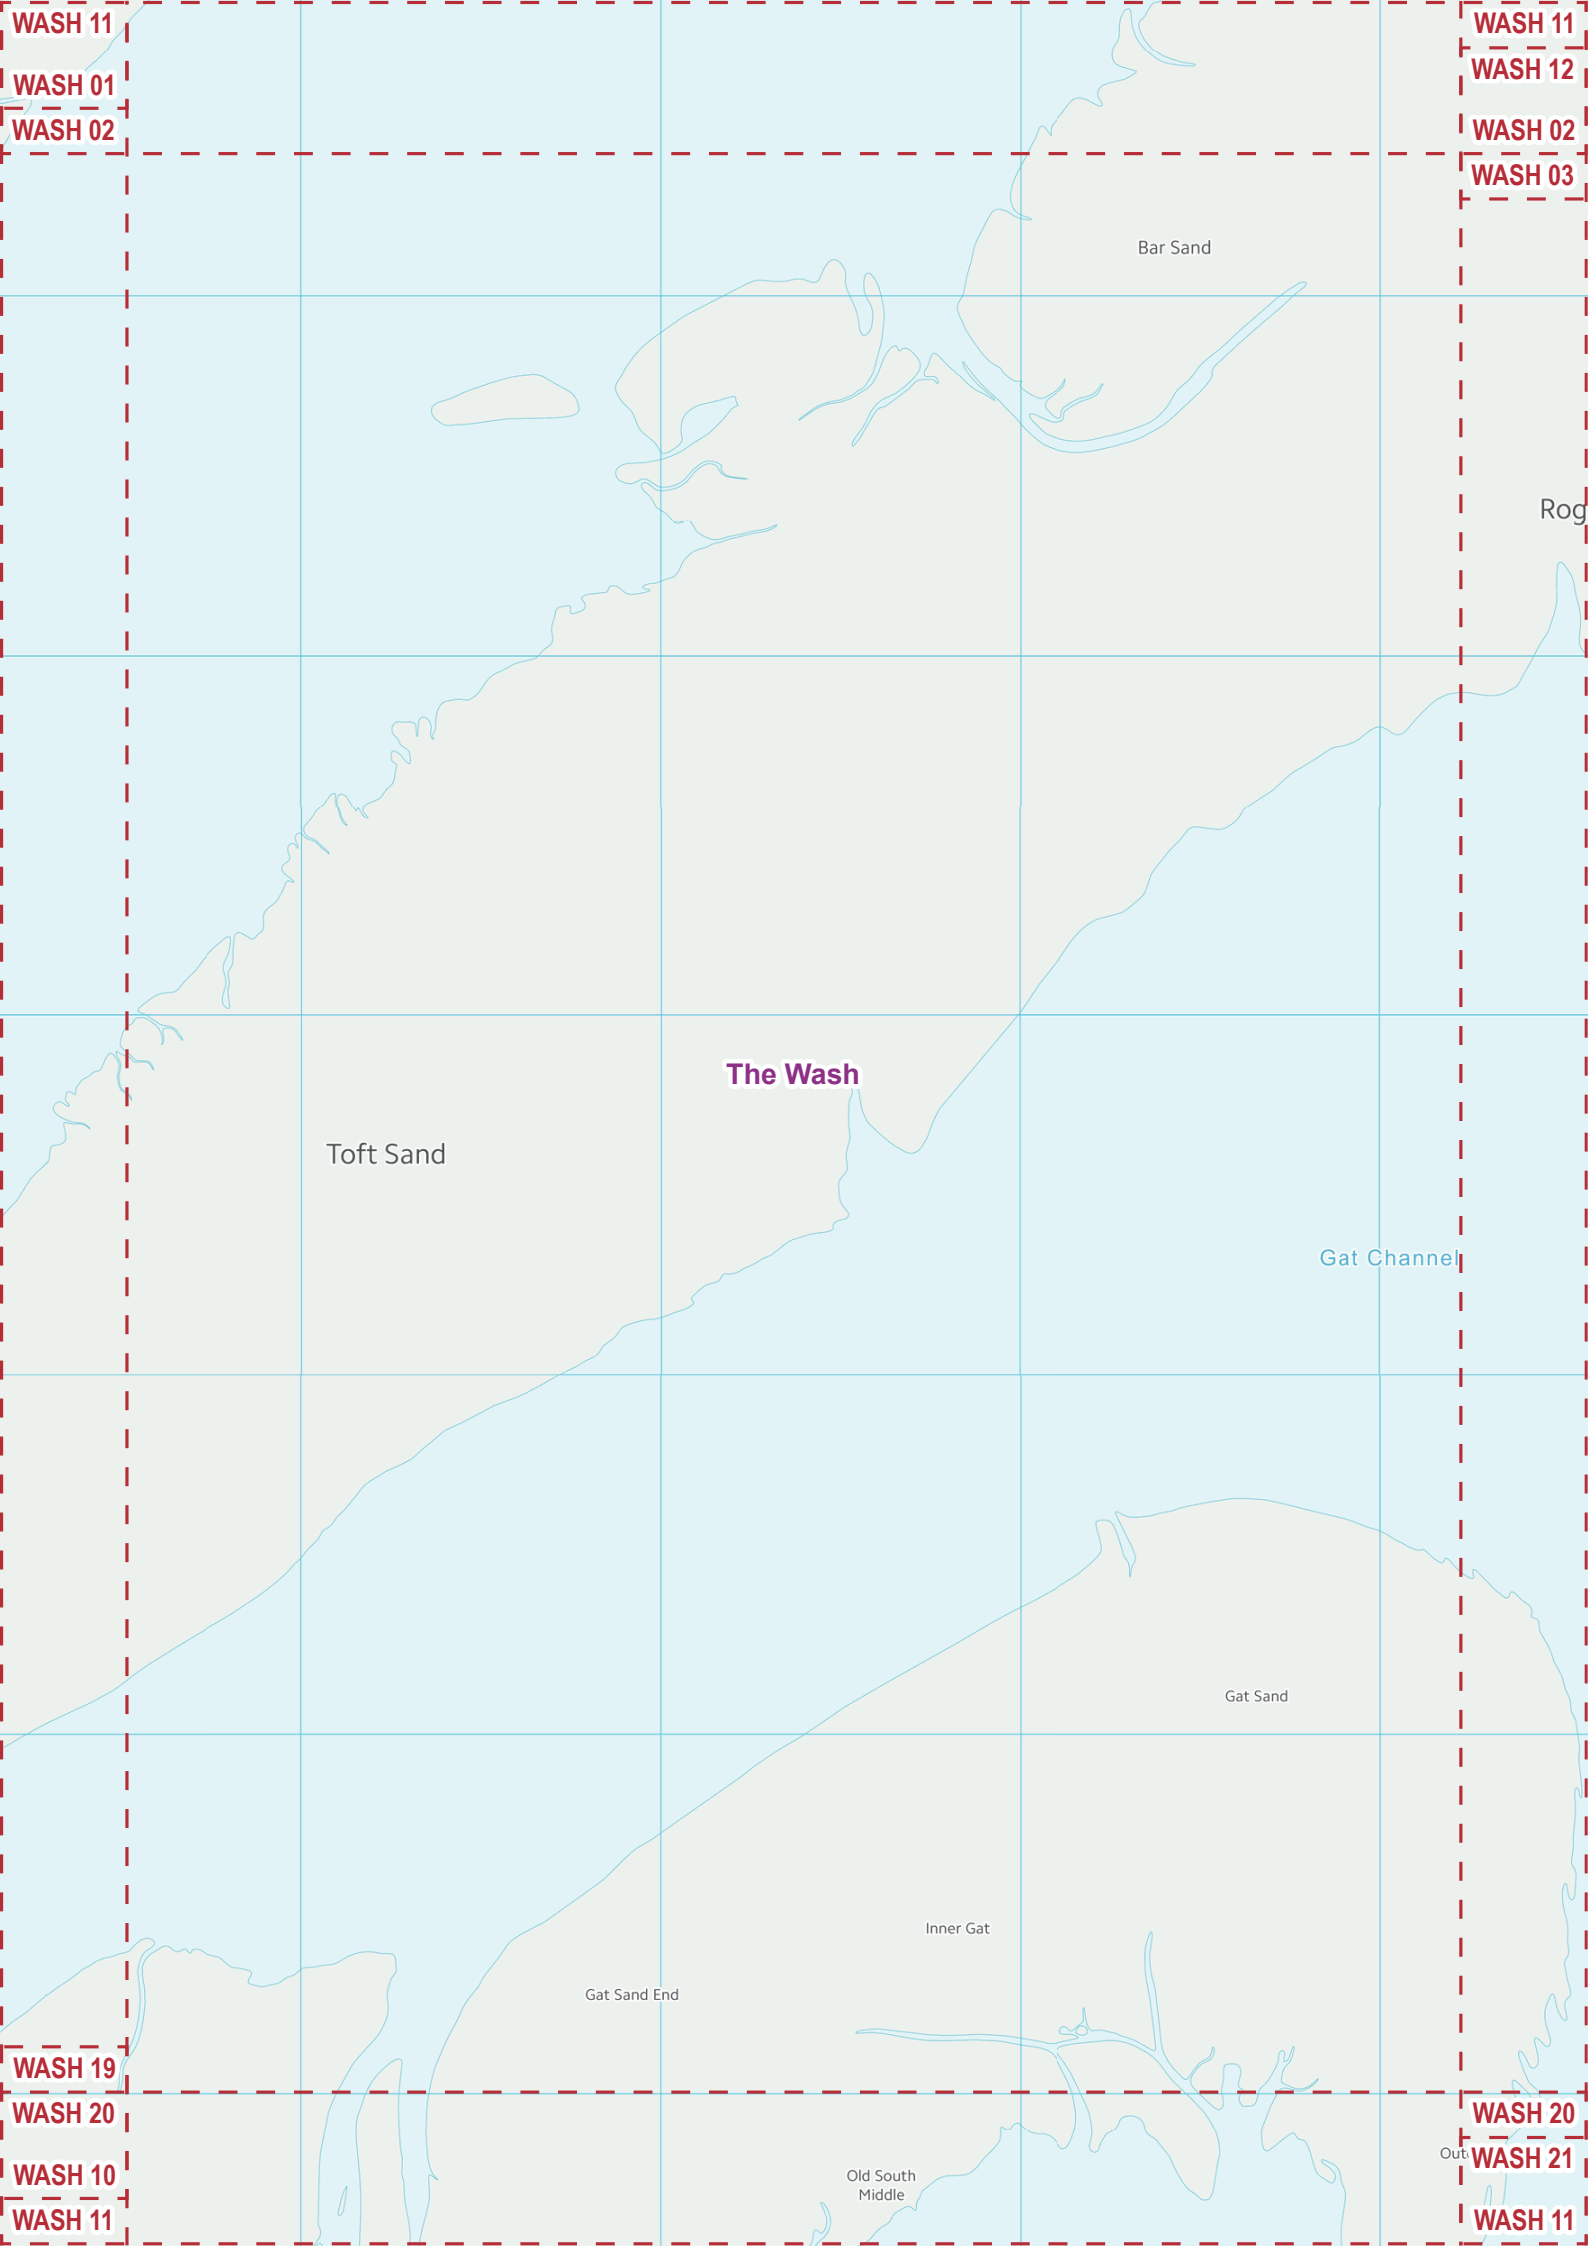 WASH 11
WASH 11
WASH 12
WASH 01
WASH 02
WASH 02
WASH 03
Bar Sand
Rog
The Wash
Toft Sand
Gat Channel
Gat Sand
Inner Gat
Gat Sand End
WASH 19
WASH 20
WASH 20
Out
WASH 21
WASH 10
Old South
Middle
WASH 11
WASH 11